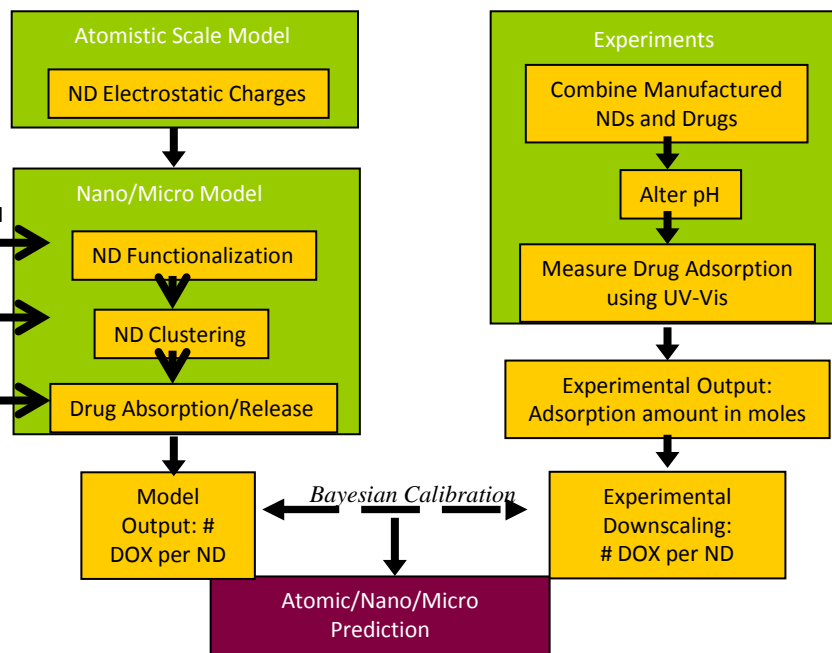 Atomistic Scale Model
ND Electrostatic Charges
Nano/Micro Model
ND Functionalization
ND Clustering
Drug Absorption/Release
Model
Output: #
DOX per ND
Experiments
Combine Manufactured
NDs and Drugs
Alter pH
Measure Drug Adsorption
using UV-Vis
Experimental Output:
Adsorption amount in moles
Experimental
Downscaling:
# DOX per ND
Bayesian Calibration
Atomic/Nano/Micro
Prediction